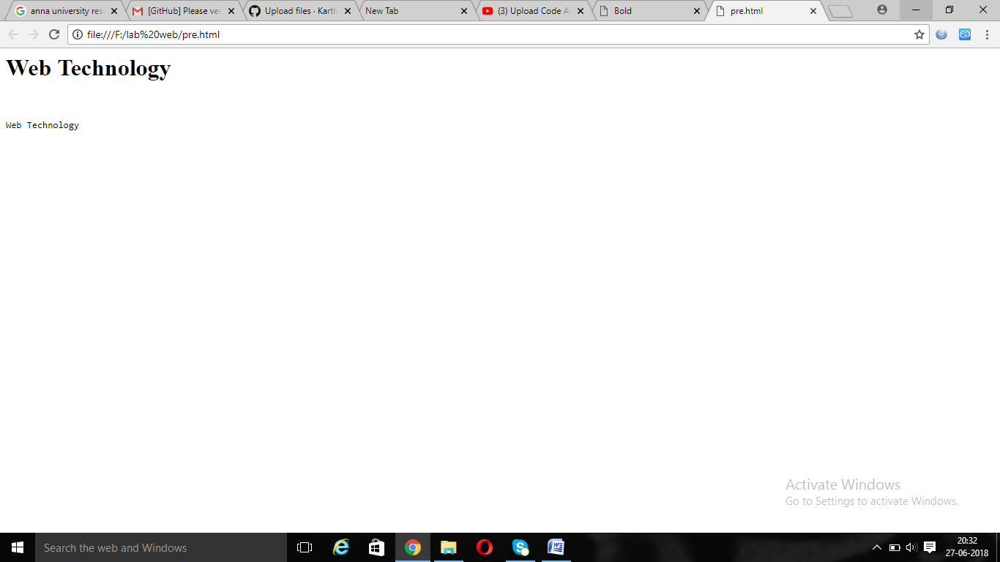 anna university res
[GitHub] Please ver
Upload files · Karth
New Tab
(3) Upload Code A
Bold
pre.html
file:///F:/lab%20web/pre.html
Web Technology
Web Technology
Activate Windows
Go to Settings to activate Windows.
Search the web and Windows
20:32
27-06-2018